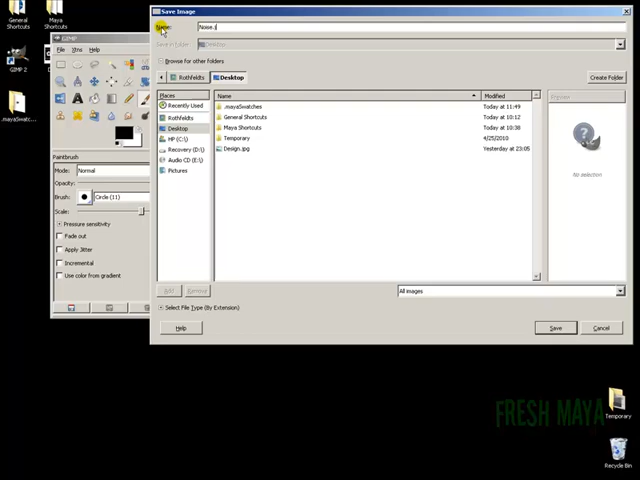 General Shortcuts
Maya Shortcuts
Save Image
Name:
Noise.j
GIMP
File Xtns Help
Save in folder:
Desktop
Browse for other folders
Rothfeldts
Desktop
Create Folder
GIMP 2
Places
Name
Modified
Preview
Recently Used
.mayaSwatches
Today at 11:49
Rothfeldts
General Shortcuts
Today at 10:12
Desktop
Maya Shortcuts
Today at 10:38
HP (C:)
Temporary
4/25/2010
Recovery (D:)
Design.jpg
Yesterday at 23:05
Audio CD (E:)
Pictures
.mayaSwatc...
No selection
Paintbrush
Mode: Normal
Opacity:
Brush:
Circle (11)
Scale:
Pressure sensitivity
Fade out
Apply Jitter
Incremental
Use color from gradient
Add
Remove
All Images
Select File Type (By Extension)
Help
Save
Cancel
FRESH MAYA
Temporary
Recycle Bin